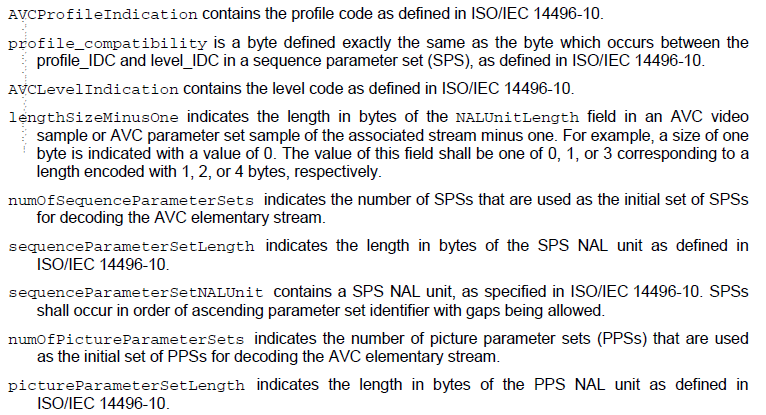 AVCProfileIndication contains the profile code as defined in ISO/IEC 14496-10.
profile_compatibility is a byte defined exactly the same as the byte which occurs between the
profile_IDC and level_IDC in a sequence parameter set (SPS), as defined in ISO/IEC 14496-10.
AVCLevelIndication contains the level code as defined in ISO/IEC 14496-10.
lengthSizeMinusOne indicates the length in bytes of the NALUnitLength field in an AVC video
sample or AVC parameter set sample of the associated stream minus one. For example, a size of one
byte is indicated with a value of 0. The value of this field shall be one of 0, 1, or 3 corresponding to a
length encoded with 1, 2, or 4 bytes, respectively.
numOfSequenceParameterSets indicates the number of SPSs that are used as the initial set of SPSs
for decoding the AVC elementary stream.
sequenceParameterSetLength indicates the length in bytes of the SPS NAL unit as defined in
ISO/IEC 14496-10.
sequenceParameterSetNALUnit contains a SPS NAL unit, as specified in ISO/IEC 14496-10. SPSs
shall occur in order of ascending parameter set identifier with gaps being allowed.
numOfPictureParameterSets indicates the number of picture parameter sets (PPSs) that are used
as the initial set of PPSs for decoding the AVC elementary stream.
pictureParameterSetLength indicates the length in bytes of the PPS NAL unit as defined in
ISO/IEC 14496-10.